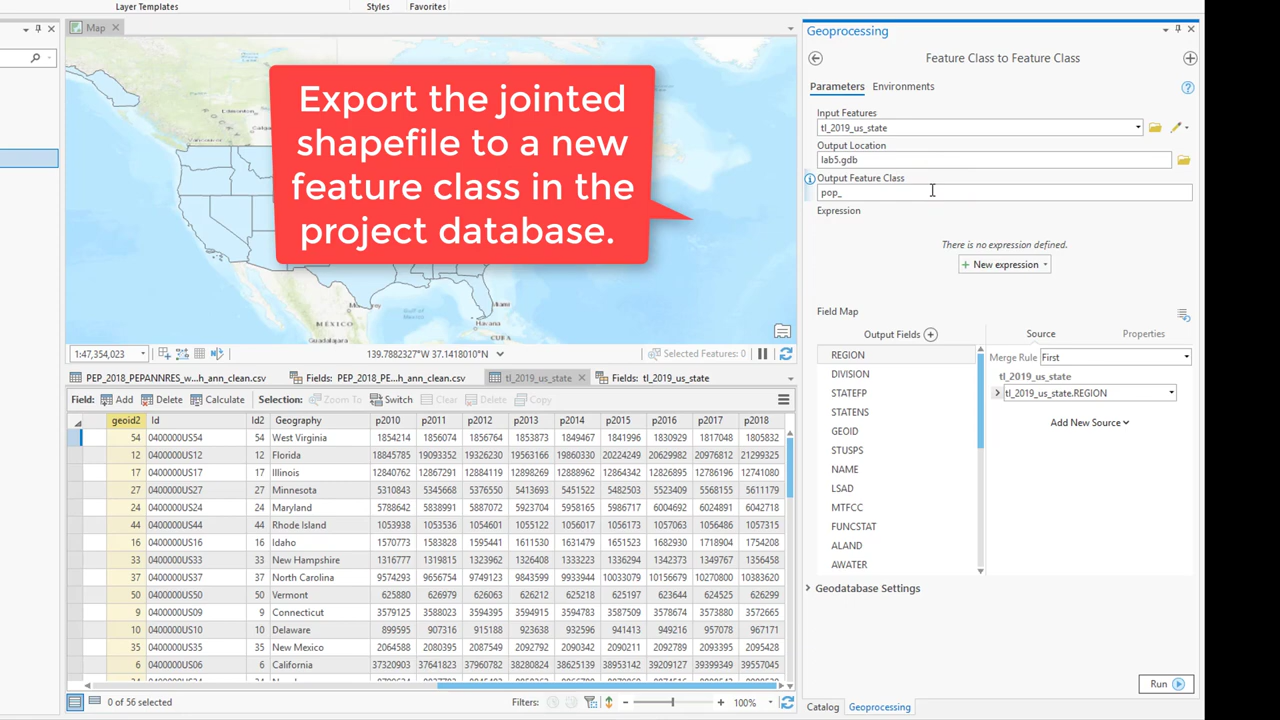 Layer Templates Styles Favorites
Map
Export the jointed
shapefile to a new
feature class in the
project database.
MÉXICO
Gulf of
Mexico
Miami
Havana
Guadalajara
CUBA
1:47,354,023 139.7882327°W 37.1418010°N Selected Features: 0
PEP_2018_PEPANNRES_w...h_ann_clean.csv Fields: PEP_2018_PE...h_ann_clean.csv tl_2019_us_state Fields: tl_2019_us_state
Field: Add Delete Calculate Selection: Zoom To Switch Clear Delete Copy
geoid2 Id Id2 Geography p2010 p2011 p2012 p2013 p2014 p2015 p2016 p2017 p2018
54 0400000US54 54 West Virginia 1854214 1856074 1856764 1853873 1849467 1841996 1830929 1817048 1805832
12 0400000US12 12 Florida 18845785 19093352 19326230 19563166 19860330 20224249 20629982 20976812 21299325
17 0400000US17 17 Illinois 12840762 12867291 12884119 12898269 12888962 12864342 12826895 12786196 12741080
27 0400000US27 27 Minnesota 5310843 5345668 5376550 5413693 5451522 5482503 5523409 5568155 5611179
24 0400000US24 24 Maryland 5788642 5838991 5887072 5923704 5958165 5986717 6004692 6024891 6042718
44 0400000US44 44 Rhode Island 1053938 1053536 1054601 1055122 1056017 1056173 1057063 1056486 1057315
16 0400000US16 16 Idaho 1570773 1583828 1595441 1611530 1631479 1651523 1682930 1718904 1754208
33 0400000US33 33 New Hampshire 1316777 1319815 1323962 1326408 1333223 1336294 1342373 1349767 1356458
37 0400000US37 37 North Carolina 9574293 9656754 9749123 9843599 9933944 10033079 10156679 10270800 10383620
50 0400000US50 50 Vermont 625880 626979 626063 626212 625218 625197 623644 624525 626299
9 0400000US09 9 Connecticut 3579125 3588023 3594395 3594915 3594783 3587509 3578674 3573880 3572665
10 0400000US10 10 Delaware 899595 907316 915188 923638 932596 941413 949216 957078 967171
35 0400000US35 35 New Mexico 2064588 2080395 2087549 2092792 2090342 2090211 2092789 2093395 2095428
6 0400000US06 6 California 37320903 37641823 37960782 38280824 38625139 38953142 39209127 39399349 39557045
0 of 56 selected Filters: 100%
Geoprocessing
Feature Class to Feature Class
Parameters Environments
Input Features
tl_2019_us_state
Output Location
lab5.gdb
Output Feature Class
pop_
Expression
There is no expression defined.
New expression
Field Map
Output Fields Source Properties
REGION
DIVISION
STATEFP
STATENS
GEOID
STUSPS
NAME
LSAD
MTFCC
FUNCSTAT
ALAND
AWATER
Merge Rule First
tl_2019_us_state
tl_2019_us_state.REGION
Add New Source
Geodatabase Settings
Run
Catalog Geoprocessing